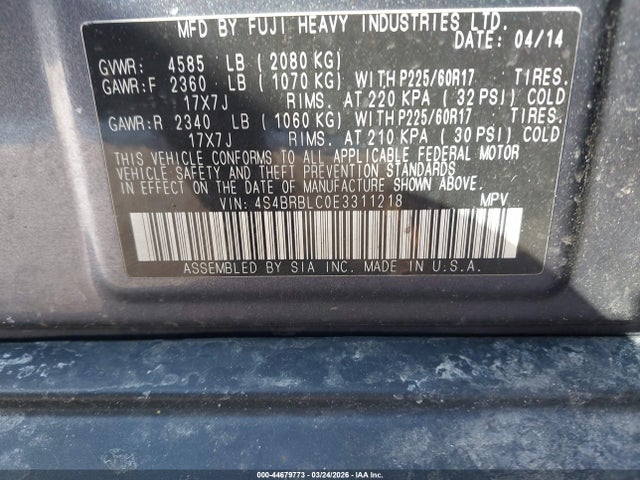 MFD BY FUJI HEAVY INDUSTRIES LTD.
DATE: 04/14
GVWR: 4585 LB (2080 KG)
GAWR:F 2360 LB (1070 KG) WITH P225/60R17 TIRES.
17X7J RIMS. AT 220 KPA (32 PSI) COLD
GAWR:R 2340 LB (1060 KG) WITH P225/60R17 TIRES.
17X7J RIMS. AT 210 KPA (30 PSI) COLD
THIS VEHICLE CONFORMS TO ALL APPLICABLE FEDERAL MOTOR
VEHICLE SAFETY AND THEFT PREVENTION STANDARDS
IN EFFECT ON THE DATE OF MANUFACTURE SHOWN ABOVE.
VIN: 4S4BRBLC0E3311218 MPV
ASSEMBLED BY SIA INC. MADE IN U.S.A.
000-44679773 — 03/24/2026 — IAA Inc.